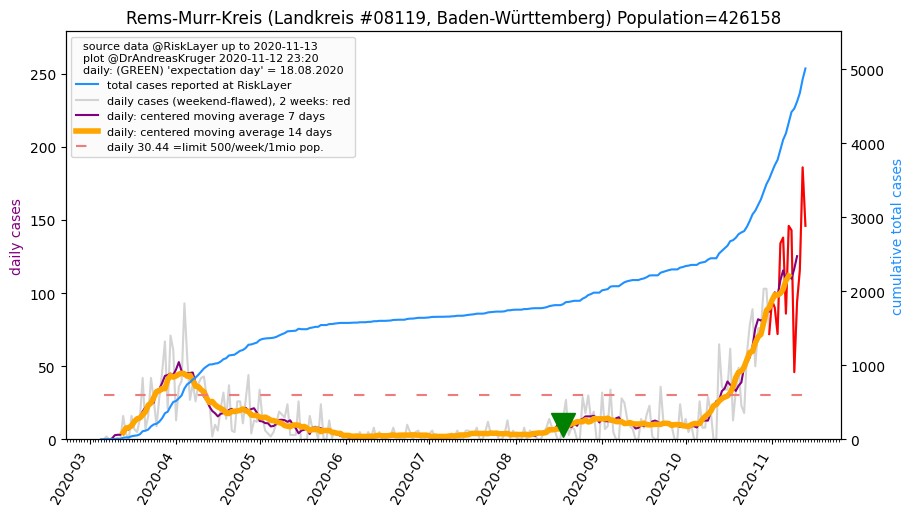 Rems-Murr-Kreis (Landkreis #08119, Baden-Württemberg) Population=426158
source data @RiskLayer up to 2020-11-13
plot @DrAndreasKruger 2020-11-12 23:20
daily: (GREEN) 'expectation day' = 18.08.2020
total cases reported at RiskLayer
daily cases (weekend-flawed), 2 weeks: red
daily: centered moving average 7 days
daily: centered moving average 14 days
daily 30.44 =limit 500/week/1mio pop.
daily cases
250
200
150
100
50
0
cumulative total cases
5000
4000
3000
2000
1000
0
2020-03
2020-04
2020-05
2020-06
2020-07
2020-08
2020-09
2020-10
2020-11